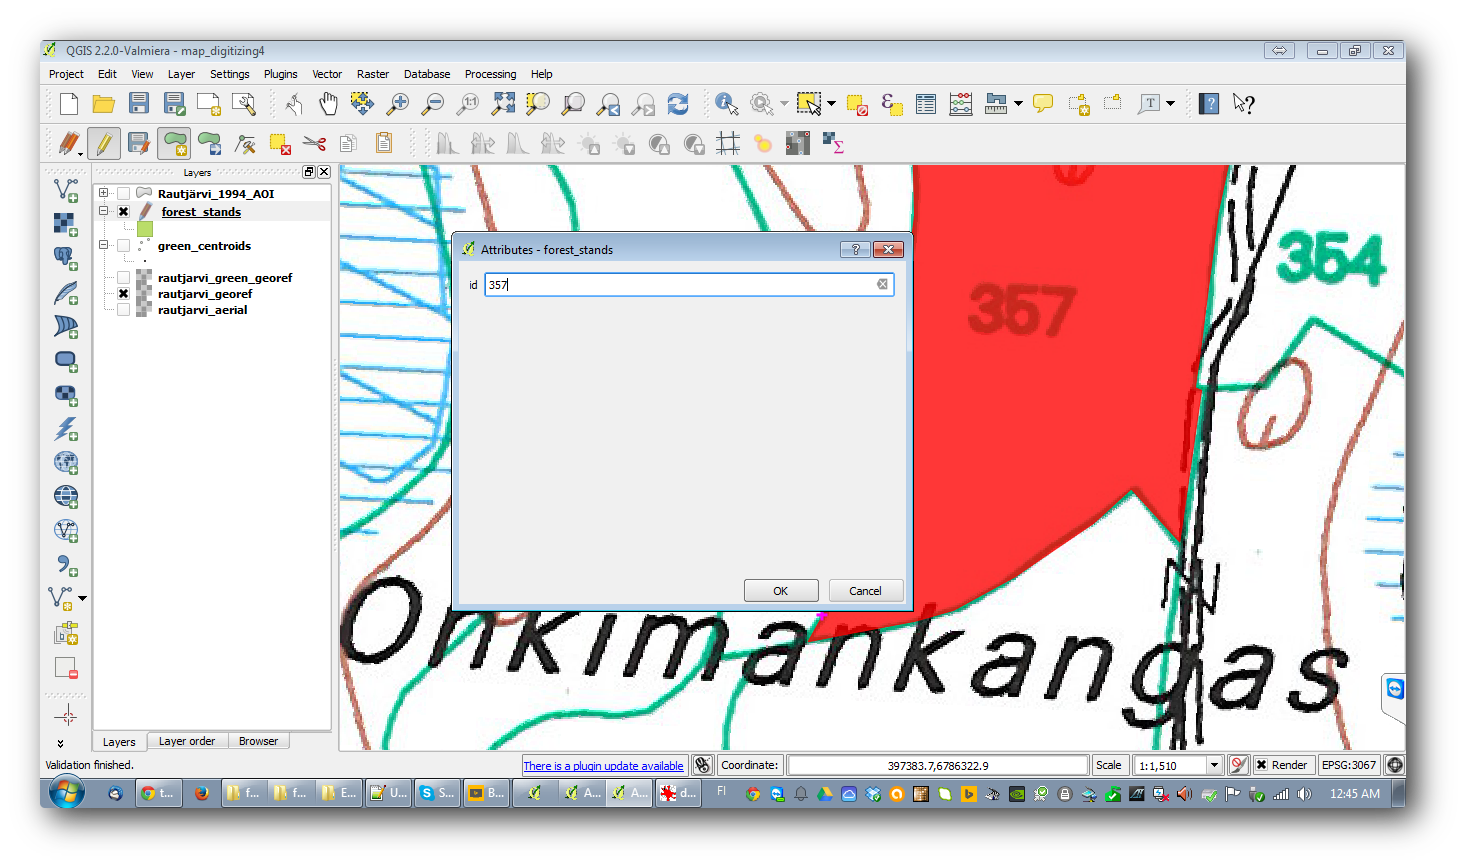 QGIS 2.2.0-Valmiera - map_digitizing4
Project Edit View Layer Settings Plugins Vector Raster Database Processing Help
1:1
T
?
?
Layers
Rautjärvi_1994_AOI
forest_stands
green_centroids
rautjarvi_green_georef
rautjarvi_georef
rautjarvi_aerial
Attributes - forest_stands
?
id 357
OK Cancel
357
354
Onkimankangas
Layers Layer order Browser
Validation finished.
There is a plugin update available
Coordinate: 397383.7,6786322.9
Scale 1:1,510
Render EPSG:3067
t... f... f... E... U... S... B... A... A... d... FI 12:45 AM